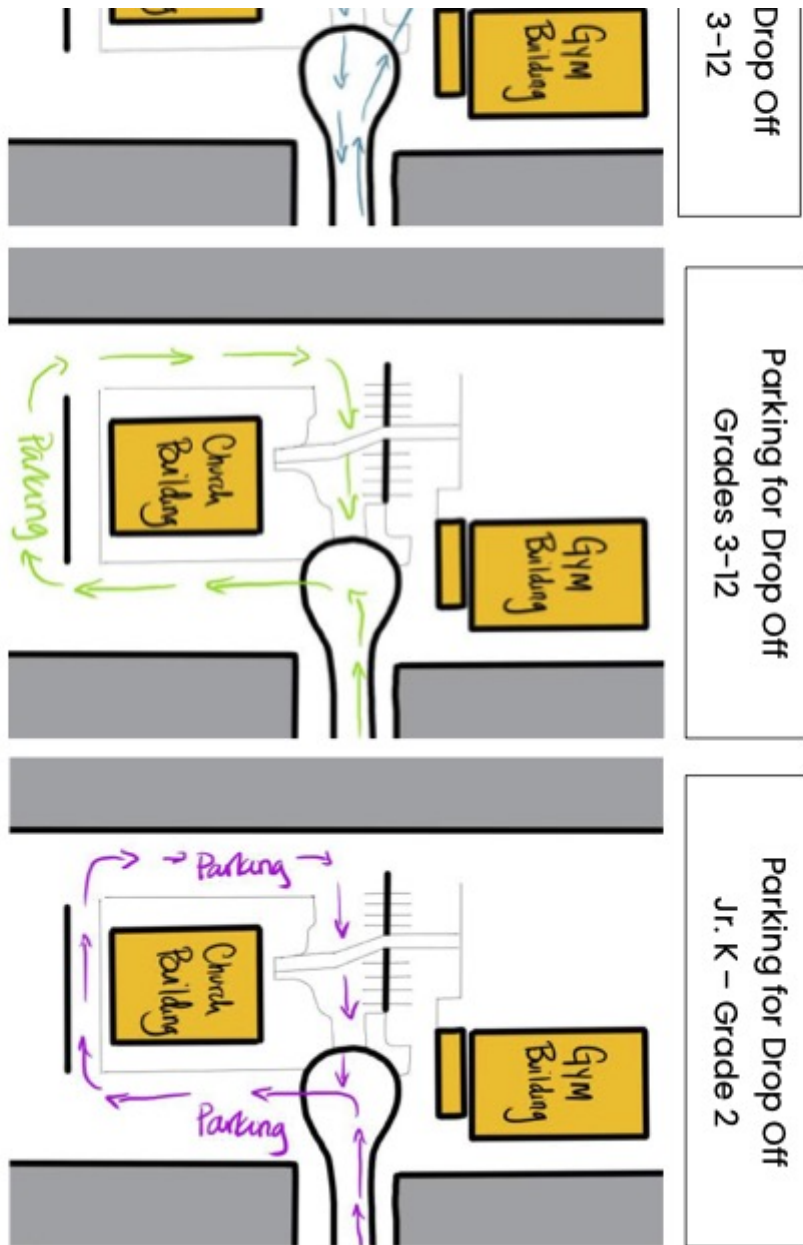 Drop Off
3-12
Gym
Building
Parking for Drop Off
Grades 3-12
Gym
Building
Church
Building
Parking
Parking for Drop Off
Jr. K – Grade 2
Gym
Building
Church
Building
Parking
Parking